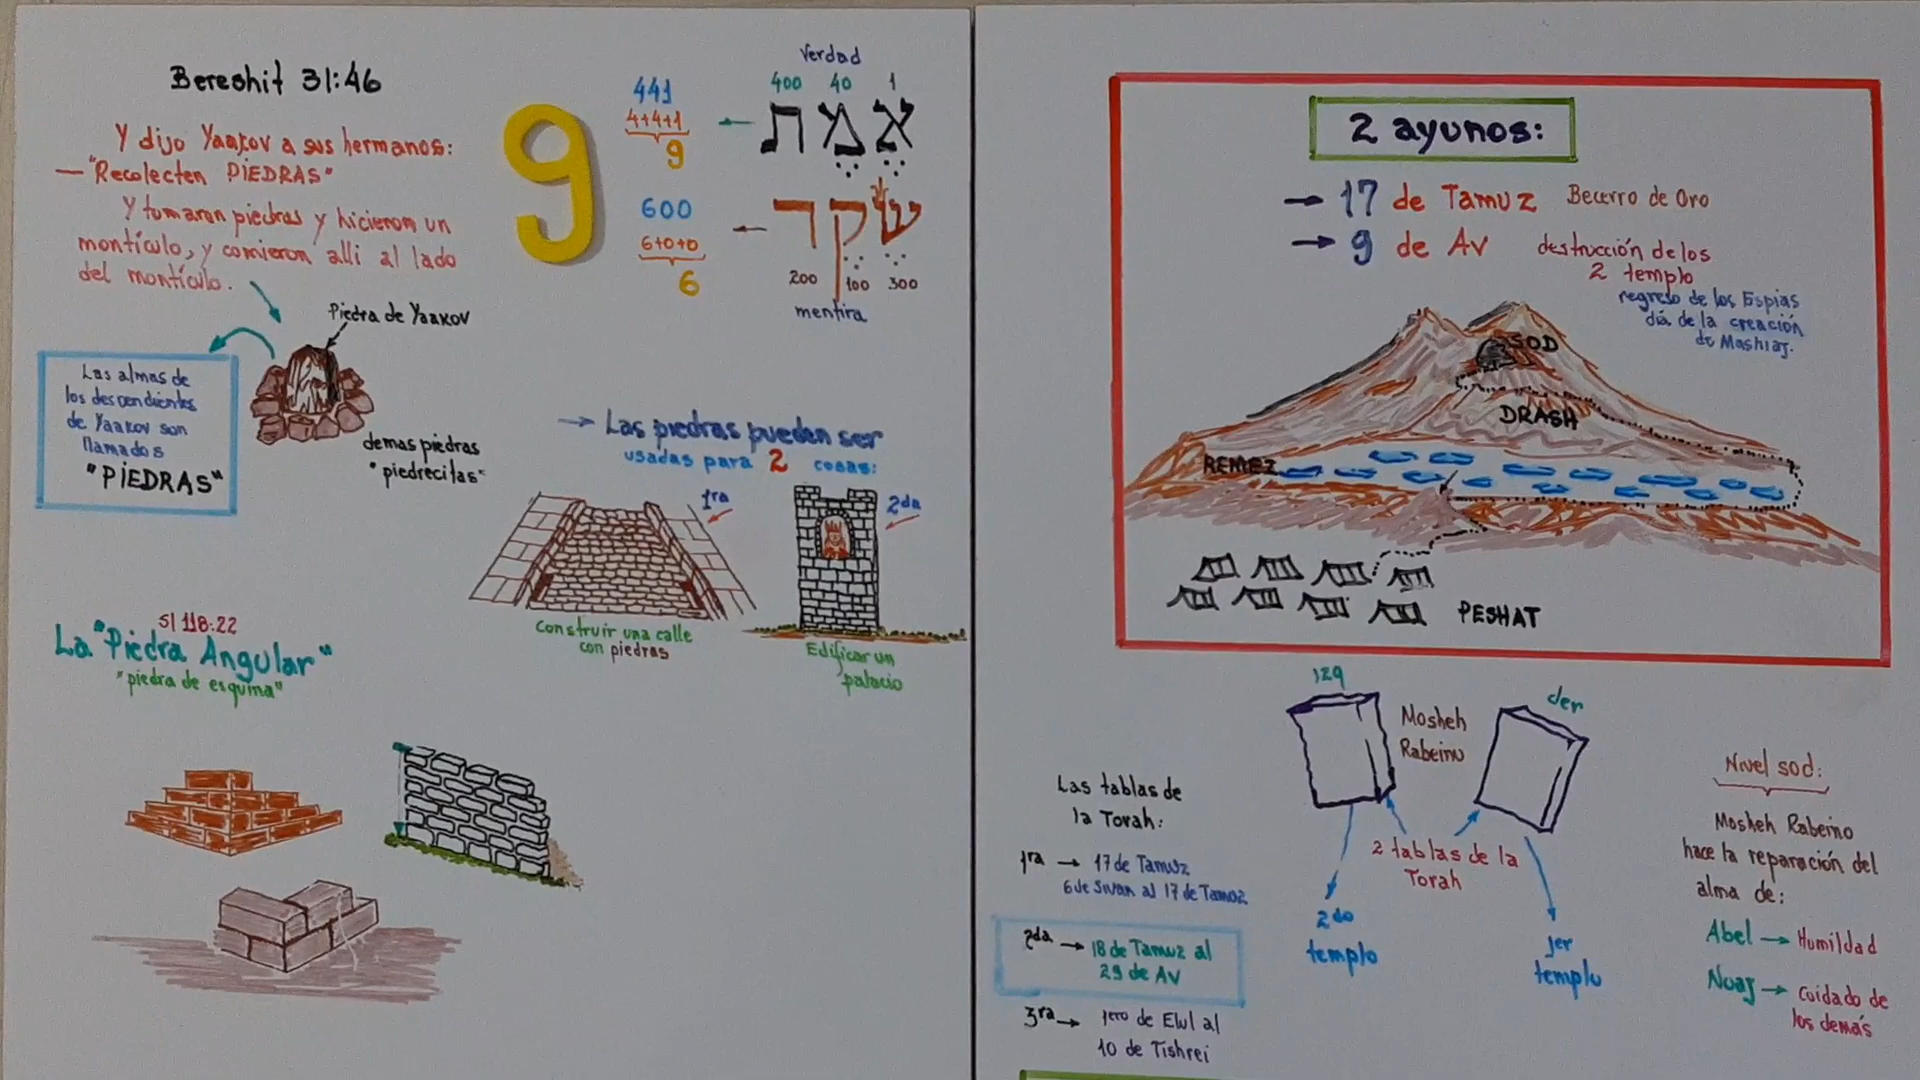 Bereshit 31:46
Y dijo Yaakov a sus hermanos:
— "Recolecten PIEDRAS"
Y tomaron piedras y hicieron un
montículo, y comieron alli al lado
del montículo.
Piedra de Yaakov
Las almas de
los descendientes
de Yaakov son
llamados
"PIEDRAS"
demas piedras
"piedrecitas"
9
441
4+4+1
9
600
6+0+0
6
Verdad
400 40 1
אמת
שקר
200 100 300
mentira
→ Las piedras pueden ser
usadas para 2 cosas:
1ra
2da
Construir una calle
con piedras
Edificar un
palacio
Sl 118:22
La "Piedra Angular"
"piedra de esquina"
2 ayunos:
→ 17 de Tamuz Becerro de Oro
→ 9 de Av destrucción de los
2 templo
regreso de los Espias
día de la creación
de Mashiaj.
SOD
DRASH
REMEZ
PESHAT
izq
der
Mosheh
Rabeinu
2 tablas de la
Torah
2do
templo
1er
templo
Las tablas de
la Torah:
1ra → 17 de Tamuz
6 de Sivan al 17 de Tamuz
2da → 18 de Tamuz al
29 de Av
3ra → 1ero de Elul al
10 de Tishrei
Nivel sod:
Mosheh Rabeino
hace la reparación del
alma de:
Abel → Humildad
Noaj → Cuidado de
los demás